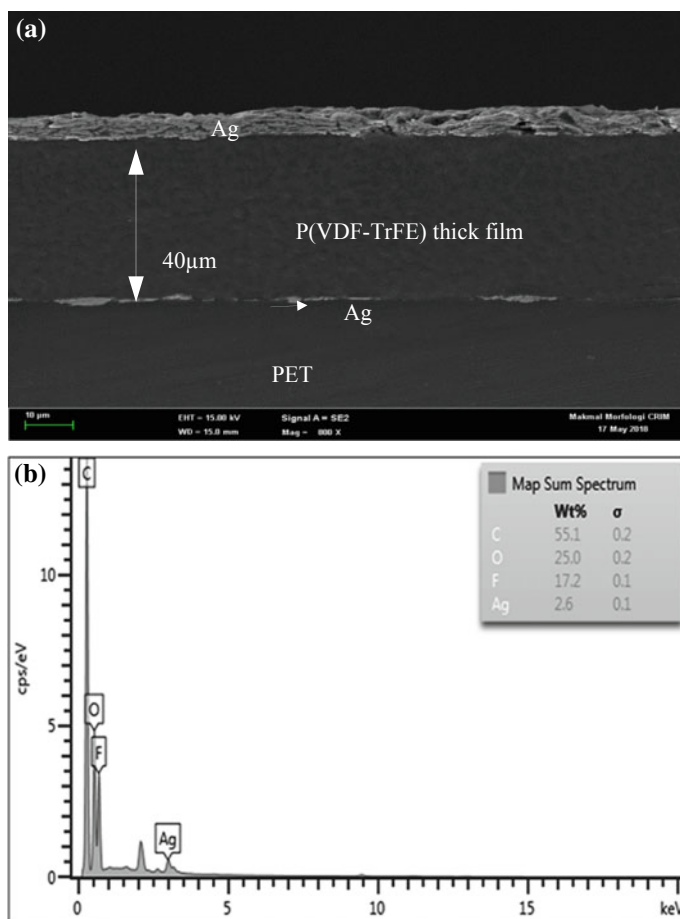 (a)
Ag
P(VDF-TrFE) thick film
40µm
Ag
PET
10 µm
EHT = 15.00 kV
WD = 15.0 mm
Signal A = SE2
Mag = 800 X
Makmal Morfologi CRIM
17 May 2018
(b)
C
O
F
Ag
cps/eV
10
5
0
0
5
10
15
keV
Map Sum Spectrum
Wt% σ
C 55.1 0.2
O 25.0 0.2
F 17.2 0.1
Ag 2.6 0.1